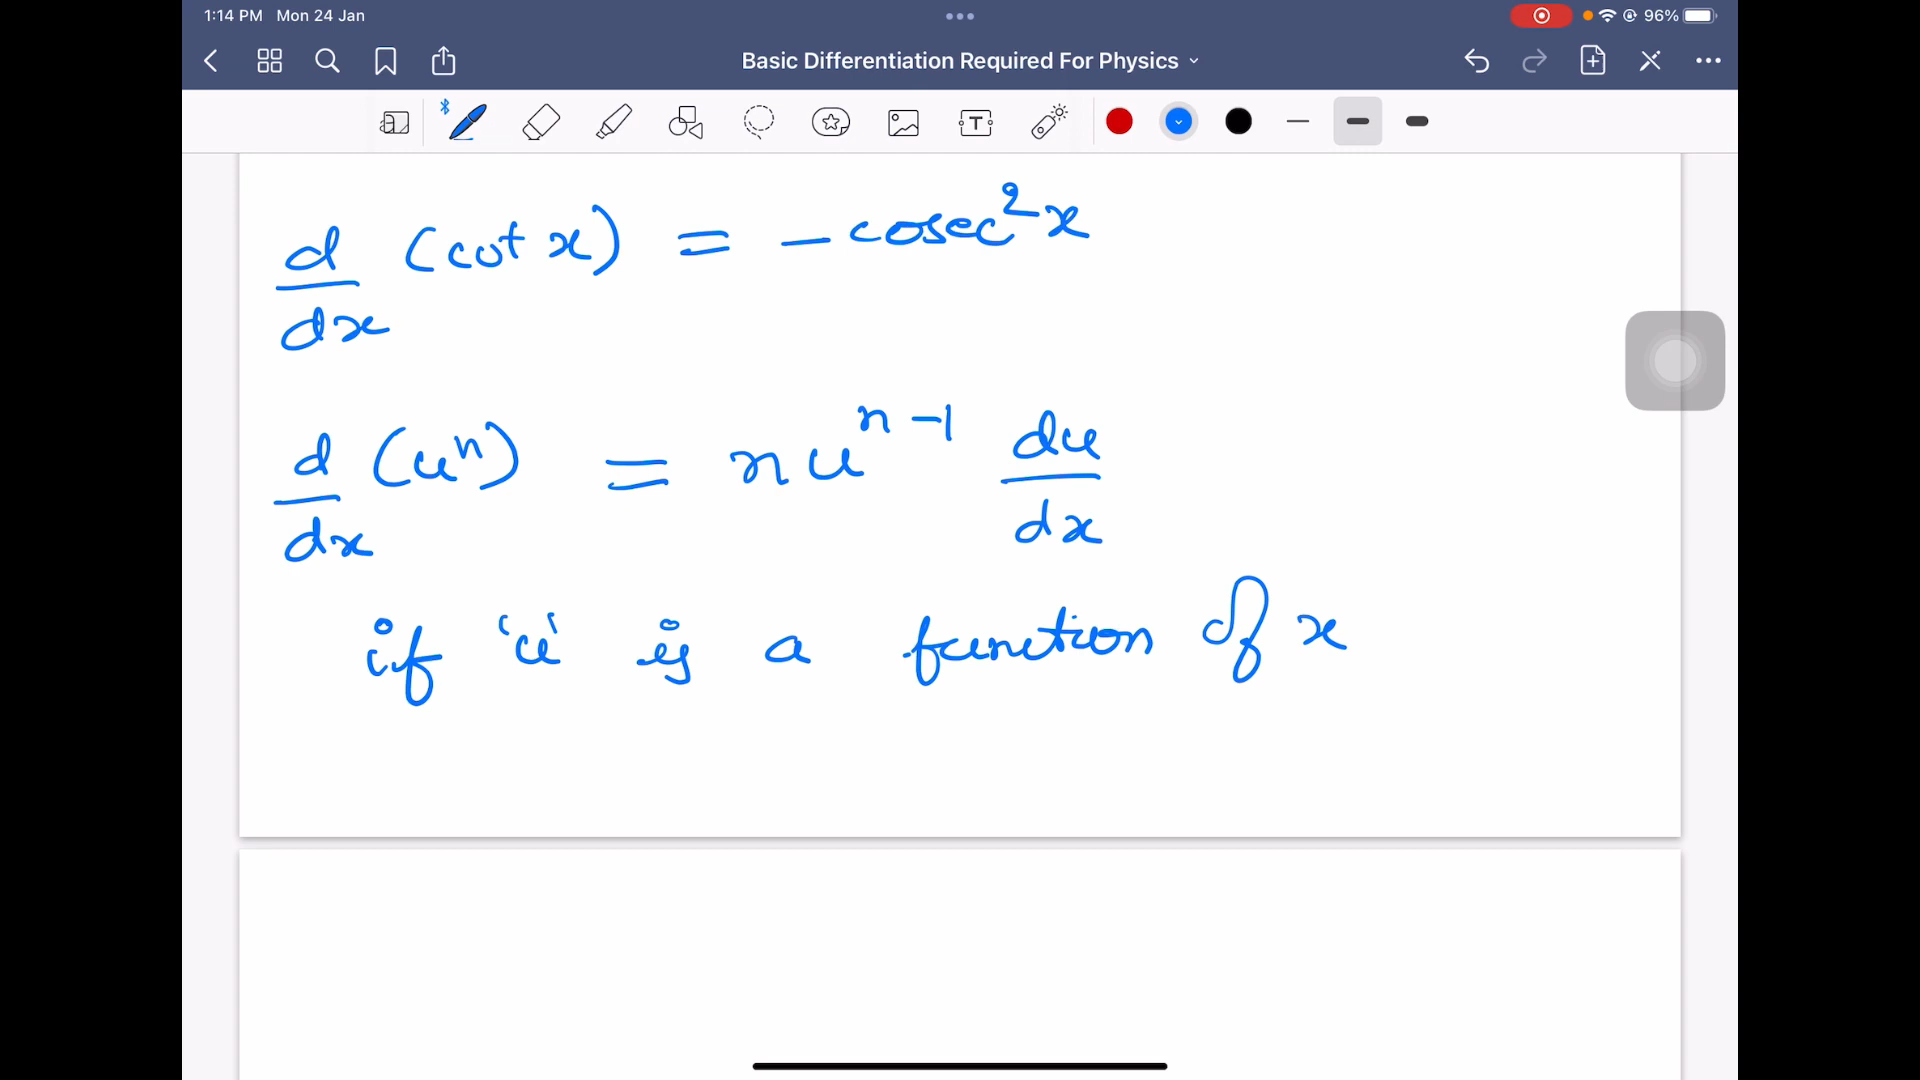 1:14 PM Mon 24 Jan
96%
Basic Differentiation Required For Physics
d/dx (cot x) = - cosec²x
d/dx (uⁿ) = n uⁿ⁻¹ du/dx
if 'u' is a function of x